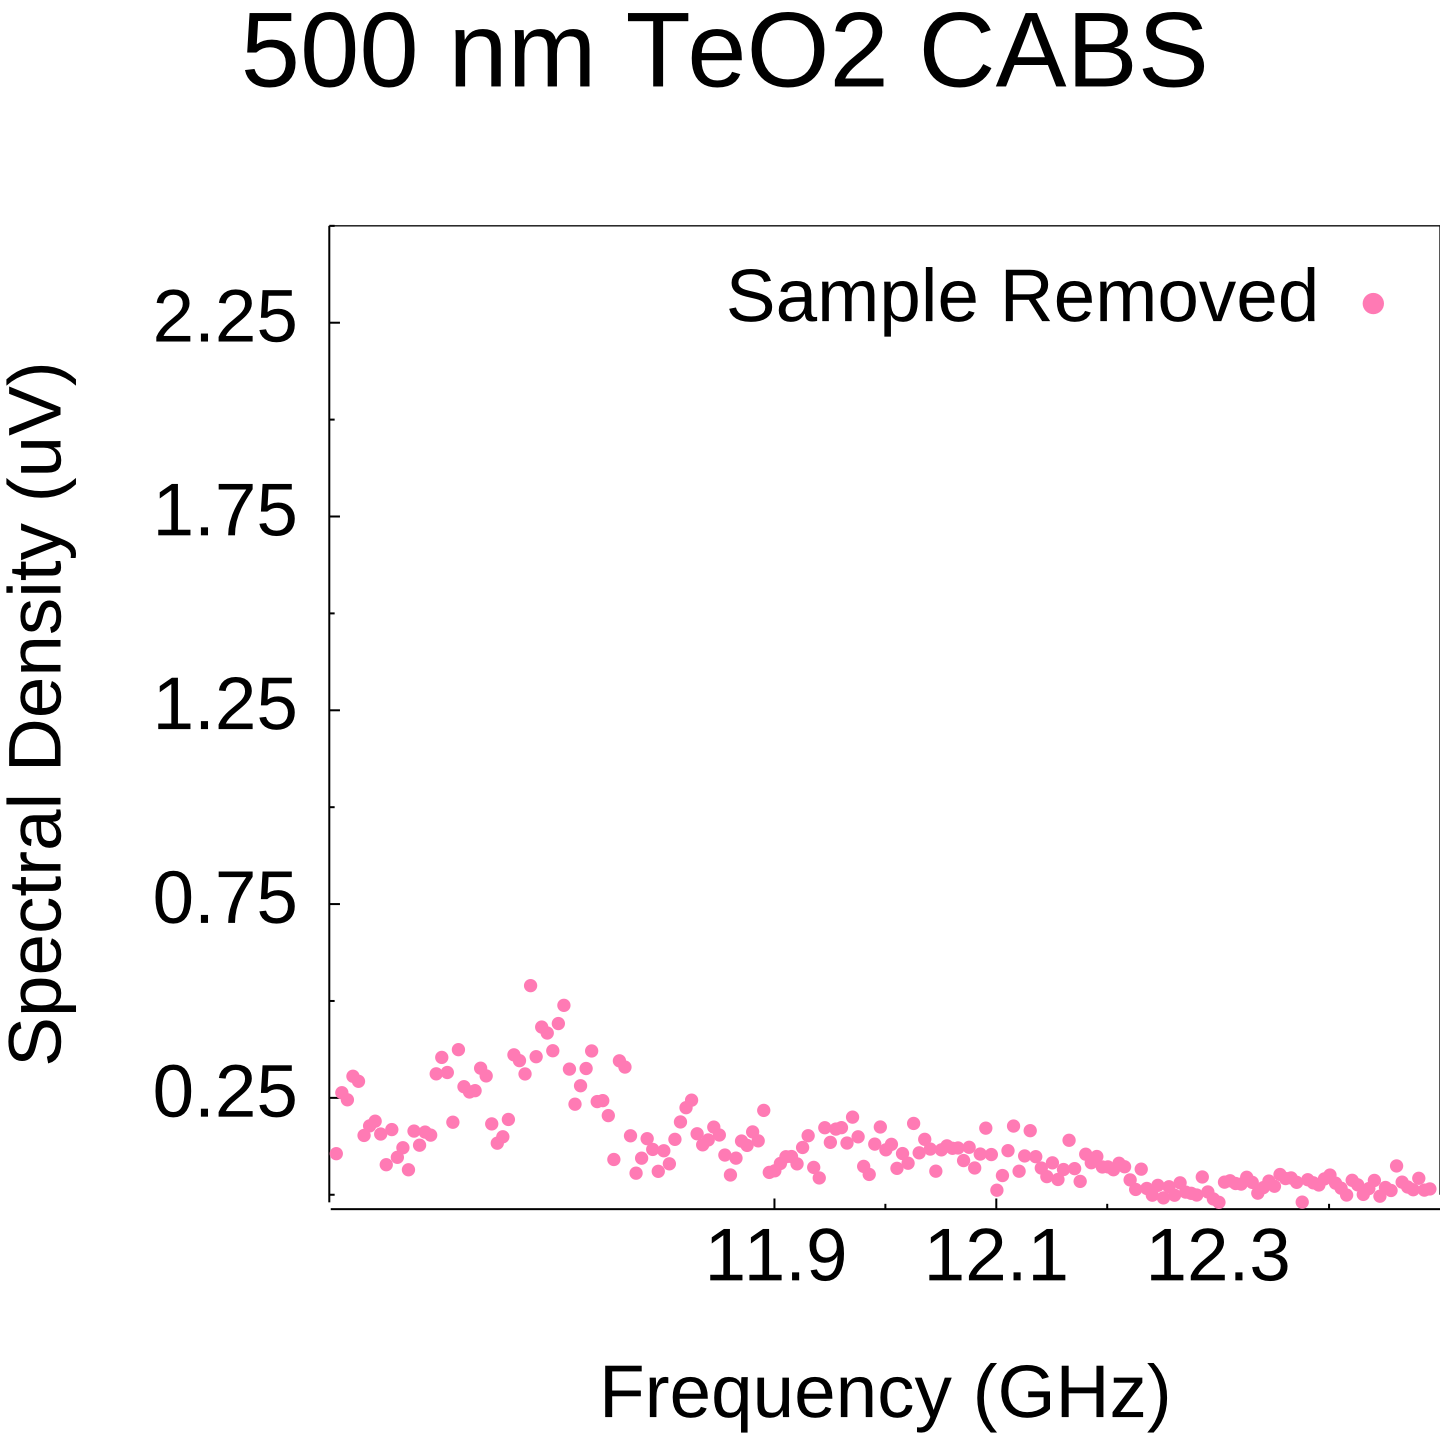 500 nm TeO2 CABS
Sample Removed
2.25
1.75
1.25
0.75
0.25
Spectral Density (uV)
11.9 12.1 12.3
Frequency (GHz)